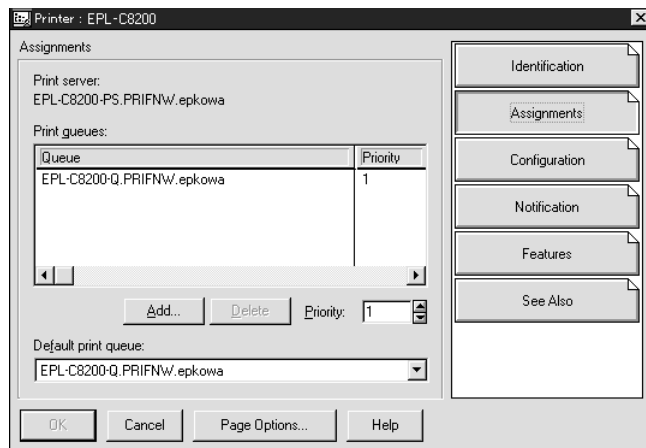 Printer : EPL-C8200
Assignments
Print server:
EPL-C8200-PS.PRIFNW.epkowa
Print queues:
Queue Priority
EPL-C8200-Q.PRIFNW.epkowa 1
Add... Delete Priority: 1
Default print queue:
EPL-C8200-Q.PRIFNW.epkowa
OK Cancel Page Options... Help
Identification
Assignments
Configuration
Notification
Features
See Also